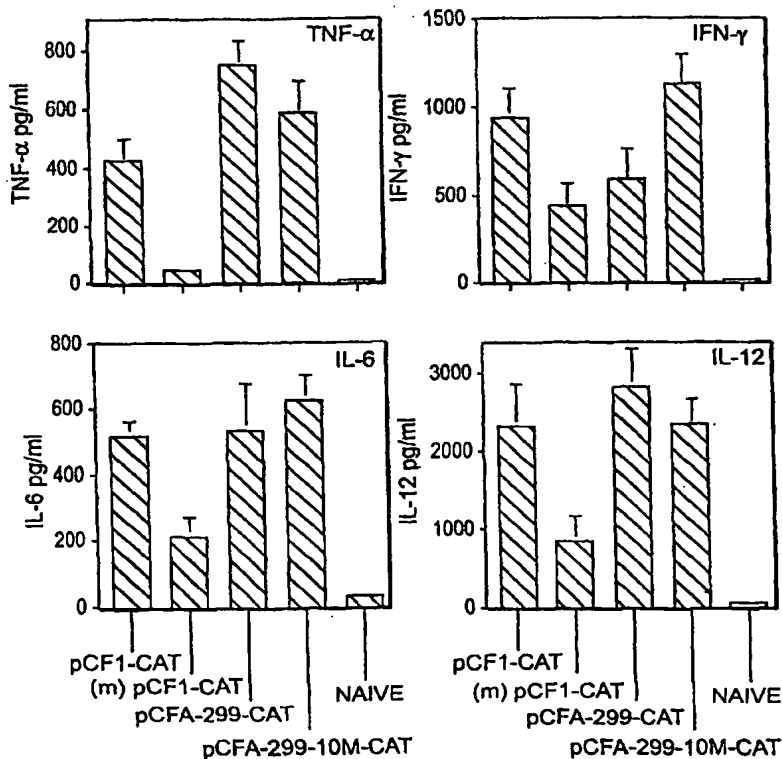 TNF-α
TNF-α pg/ml
800
600
400
200
0
IFN-γ
IFN-γ pg/ml
1500
1000
500
0
IL-6
IL-6 pg/ml
800
600
400
200
0
IL-12
IL-12 pg/ml
3000
2000
1000
0
pCF1-CAT
(m) pCF1-CAT
pCFA-299-CAT
pCFA-299-10M-CAT
NAIVE
pCF1-CAT
(m) pCF1-CAT
pCFA-299-CAT
pCFA-299-10M-CAT
NAIVE